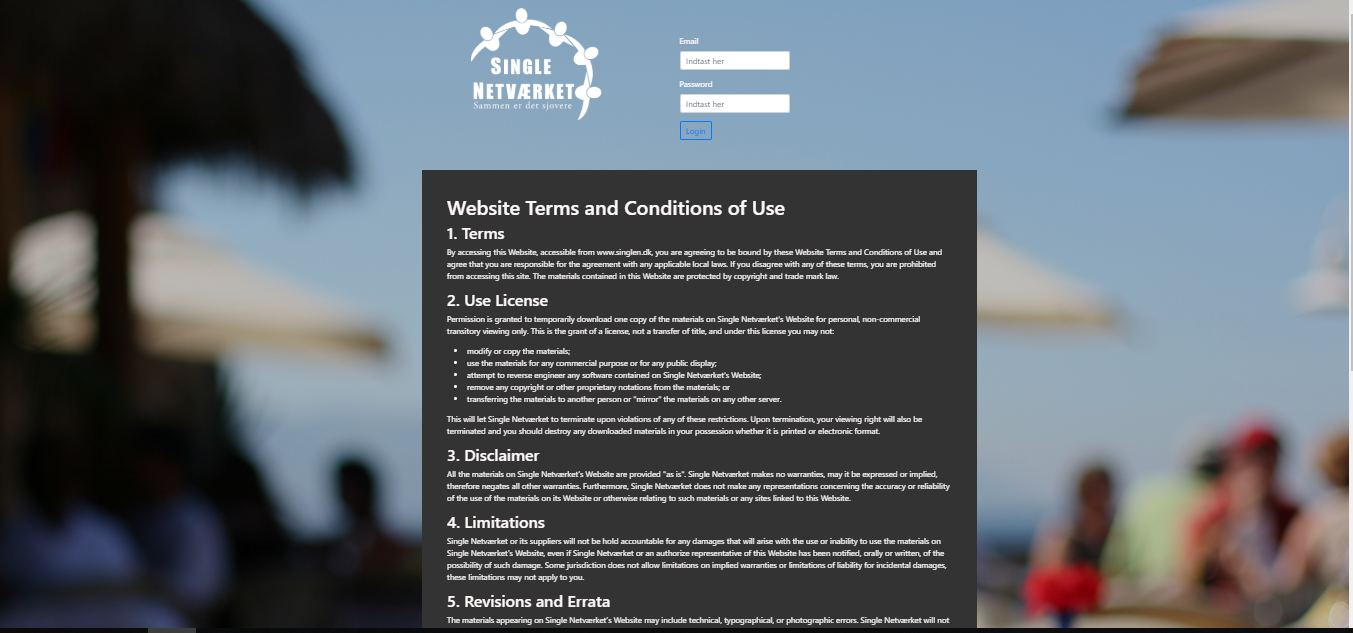 SINGLE
NETVÆRKET
Sammen er det sjovere
Email
Indtast her
Password
Indtast her
Login
Website Terms and Conditions of Use
1. Terms
By accessing this Website, accessible from www.singlen.dk, you are agreeing to be bound by these Website Terms and Conditions of Use and
agree that you are responsible for the agreement with any applicable local laws. If you disagree with any of these terms, you are prohibited
from accessing this site. The materials contained in this Website are protected by copyright and trade mark law.
2. Use License
Permission is granted to temporarily download one copy of the materials on Single Netværket's Website for personal, non-commercial
transitory viewing only. This is the grant of a license, not a transfer of title, and under this license you may not:
• modify or copy the materials;
• use the materials for any commercial purpose or for any public display;
• attempt to reverse engineer any software contained on Single Netværket's Website;
• remove any copyright or other proprietary notations from the materials; or
• transferring the materials to another person or "mirror" the materials on any other server.
This will let Single Netværket to terminate upon violations of any of these restrictions. Upon termination, your viewing right will also be
terminated and you should destroy any downloaded materials in your possession whether it is printed or electronic format.
3. Disclaimer
All the materials on Single Netværket's Website are provided "as is". Single Netværket makes no warranties, may it be expressed or implied,
therefore negates all other warranties. Furthermore, Single Netværket does not make any representations concerning the accuracy or reliability
of the use of the materials on its Website or otherwise relating to such materials or any sites linked to this Website.
4. Limitations
Single Netværket or its suppliers will not be hold accountable for any damages that will arise with the use or inability to use the materials on
Single Netværket's Website, even if Single Netværket or an authorize representative of this Website has been notified, orally or written, of the
possibility of such damage. Some jurisdiction does not allow limitations on implied warranties or limitations of liability for incidental damages,
these limitations may not apply to you.
5. Revisions and Errata
The materials appearing on Single Netværket's Website may include technical, typographical, or photographic errors. Single Netværket will not